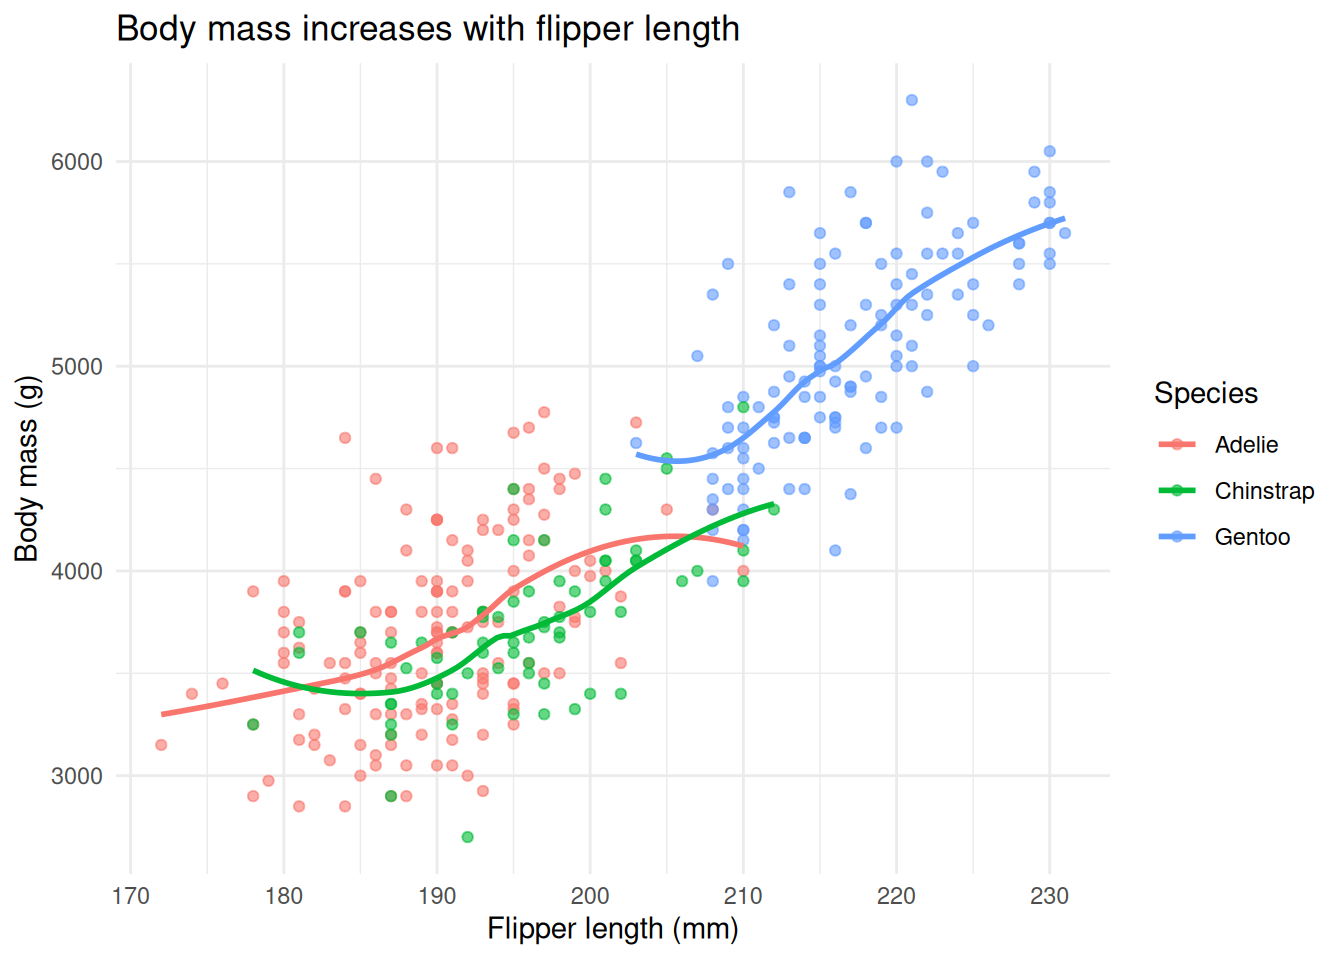 Body mass increases with flipper length
6000
5000
4000
3000
Body mass (g)
170 180 190 200 210 220 230
Flipper length (mm)
Species
Adelie
Chinstrap
Gentoo